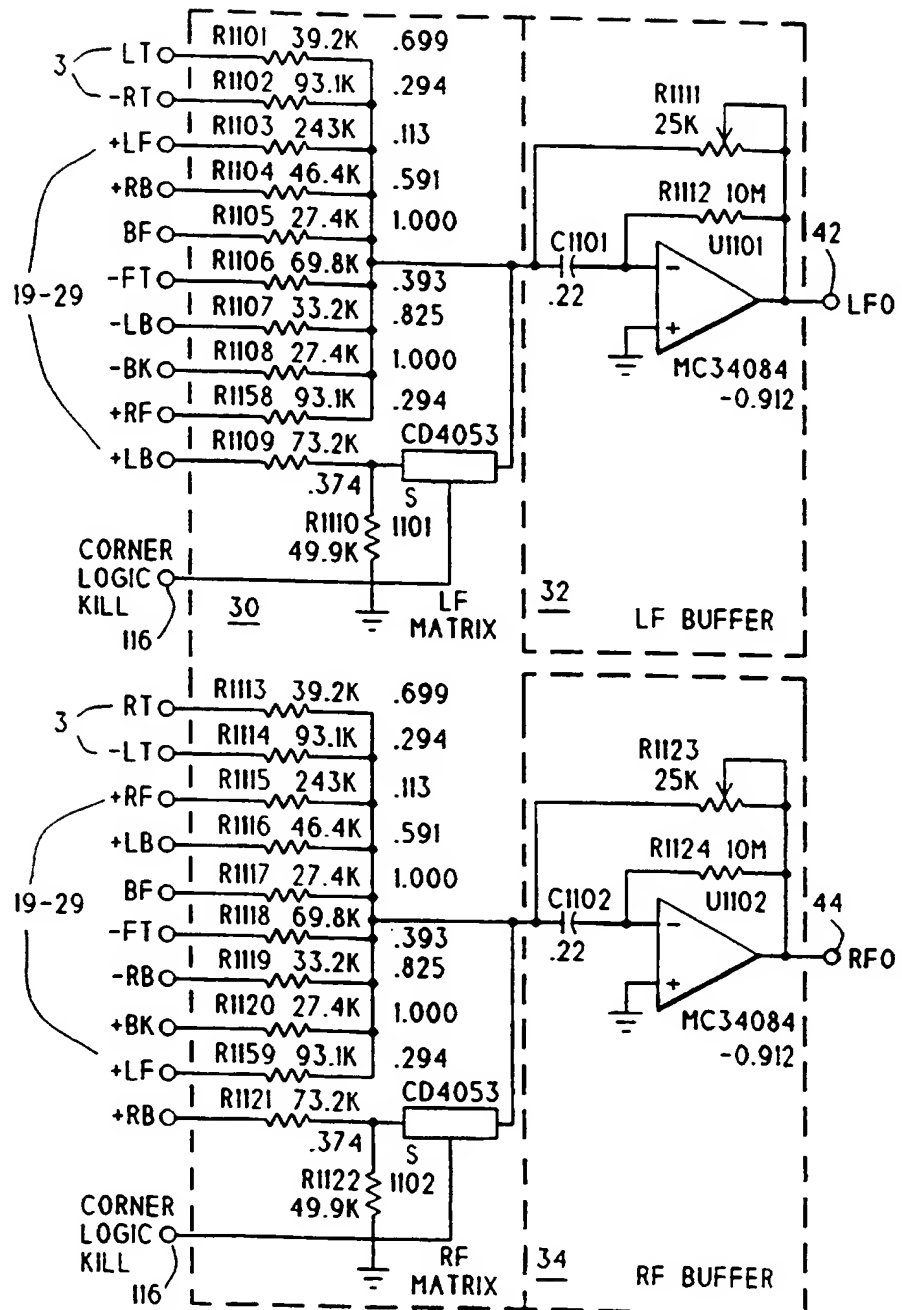 LT R1101 39.2K .699
3
-RT R1102 93.1K .294
+LF R1103 243K .113
+RB R1104 46.4K .591
BF R1105 27.4K 1.000
-FT R1106 69.8K .393
19-29
-LB R1107 33.2K .825
-BK R1108 27.4K 1.000
+RF R1158 93.1K .294
+LB R1109 73.2K
.374
CD4053
S
1101
R1110
49.9K
CORNER
LOGIC
KILL
116
30
LF
MATRIX
R1111
25K
R1112 10M
C1101
.22
U1101
-
+
MC34084
-0.912
42
LFO
32
LF BUFFER
RT R1113 39.2K .699
3
-LT R1114 93.1K .294
+RF R1115 243K .113
+LB R1116 46.4K .591
BF R1117 27.4K 1.000
19-29
-FT R1118 69.8K .393
-RB R1119 33.2K .825
+BK R1120 27.4K 1.000
+LF R1159 93.1K .294
+RB R1121 73.2K
.374
CD4053
S
1102
R1122
49.9K
CORNER
LOGIC
KILL
116
RF
MATRIX
R1123
25K
R1124 10M
C1102
.22
U1102
-
+
MC34084
-0.912
44
RFO
34
RF BUFFER